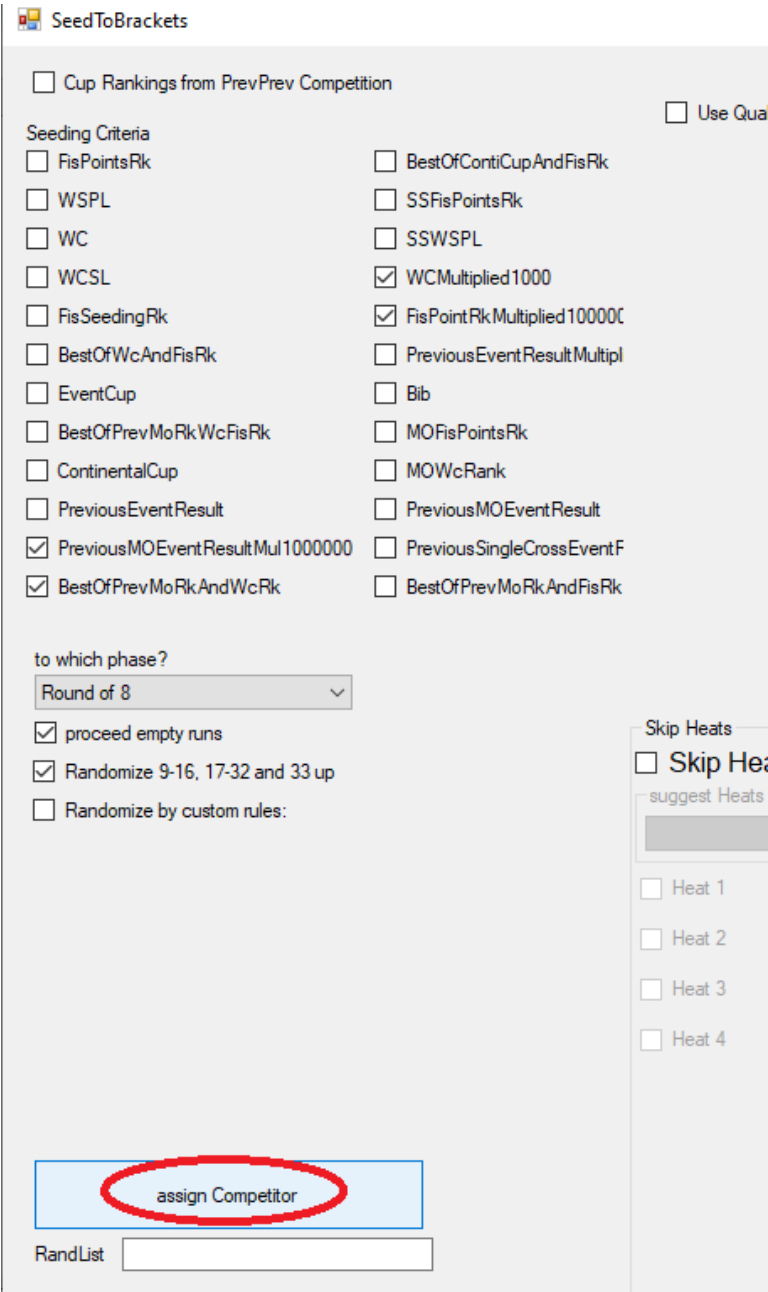 SeedToBrackets
Cup Rankings from PrevPrev Competition
Use Qual
Seeding Criteria
FisPointsRk
BestOfContiCupAndFisRk
WSPL
SSFisPointsRk
WC
SSWSPL
WCSL
WCMultiplied1000
FisSeedingRk
FisPointRkMultiplied100000
BestOfWcAndFisRk
PreviousEventResultMultipl
EventCup
Bib
BestOfPrevMoRkWcFisRk
MOFisPointsRk
ContinentalCup
MOWcRank
PreviousEventResult
PreviousMOEventResult
PreviousMOEventResultMul1000000
PreviousSingleCrossEventF
BestOfPrevMoRkAndWcRk
BestOfPrevMoRkAndFisRk
to which phase?
Round of 8
proceed empty runs
Skip Heats
Randomize 9-16, 17-32 and 33 up
Skip Hea
Randomize by custom rules:
suggest Heats
Heat 1
Heat 2
Heat 3
Heat 4
assign Competitor
RandList